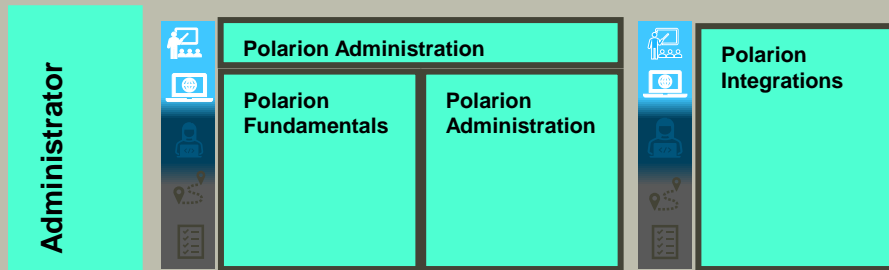 Administrator
Polarion Administration
Polarion
Fundamentals
Polarion
Administration
Polarion
Integrations